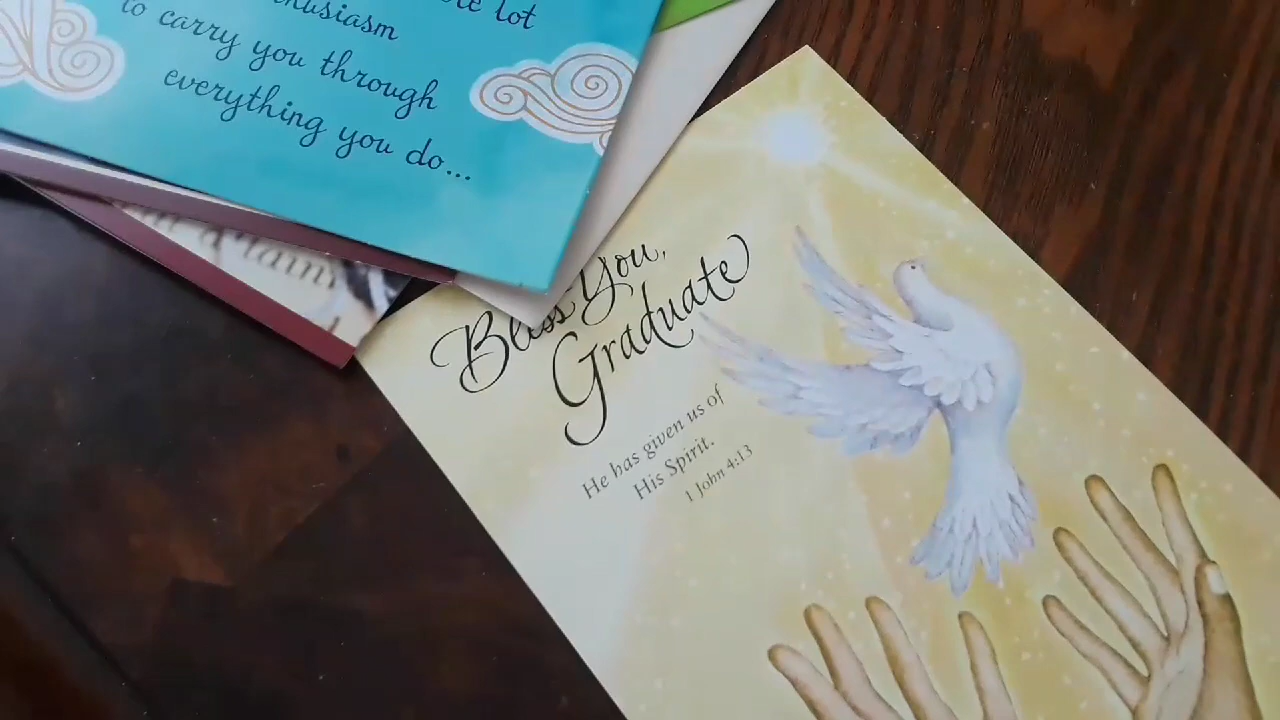 lot
to carry you through
everything you do...
Bless You,
Graduate
He has given us of
His Spirit.
1 John 4:13